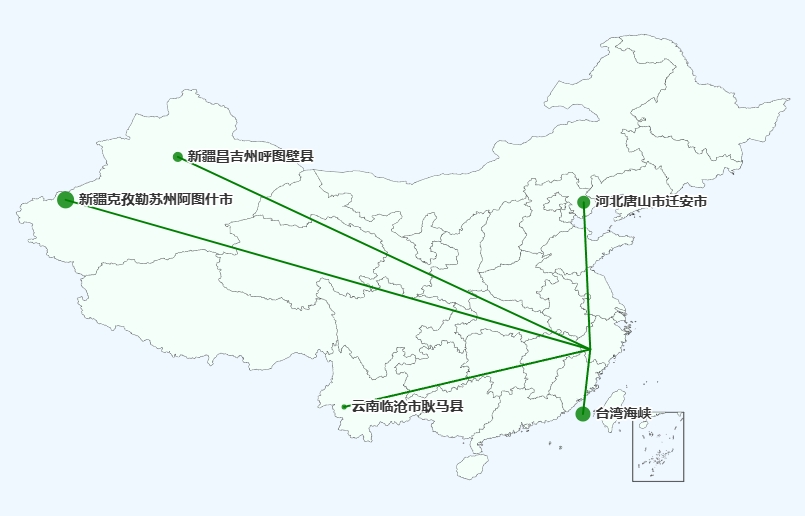 新疆昌吉州呼图壁县
新疆克孜勒苏州阿图什市
河北唐山市迁安市
云南临沧市耿马县
台湾海峡